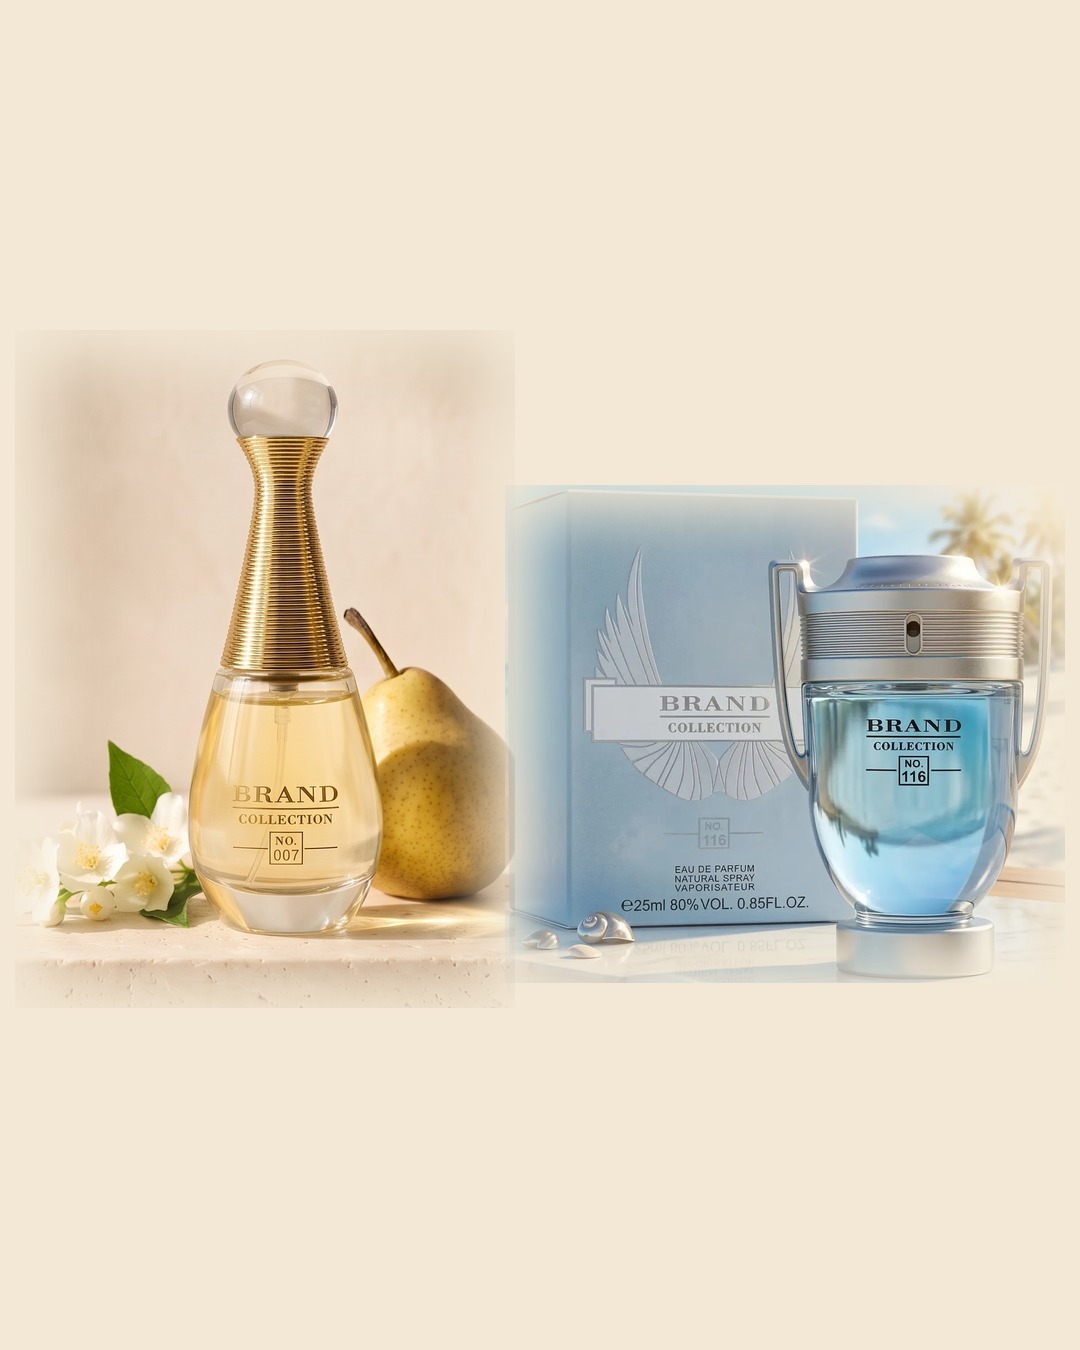 BRAND
COLLECTION
NO.
007
BRAND
COLLECTION
NO.
116
EAU DE PARFUM
NATURAL SPRAY
VAPORISATEUR
℮25ml 80%VOL. 0.85FL.OZ.
BRAND
COLLECTION
NO.
116